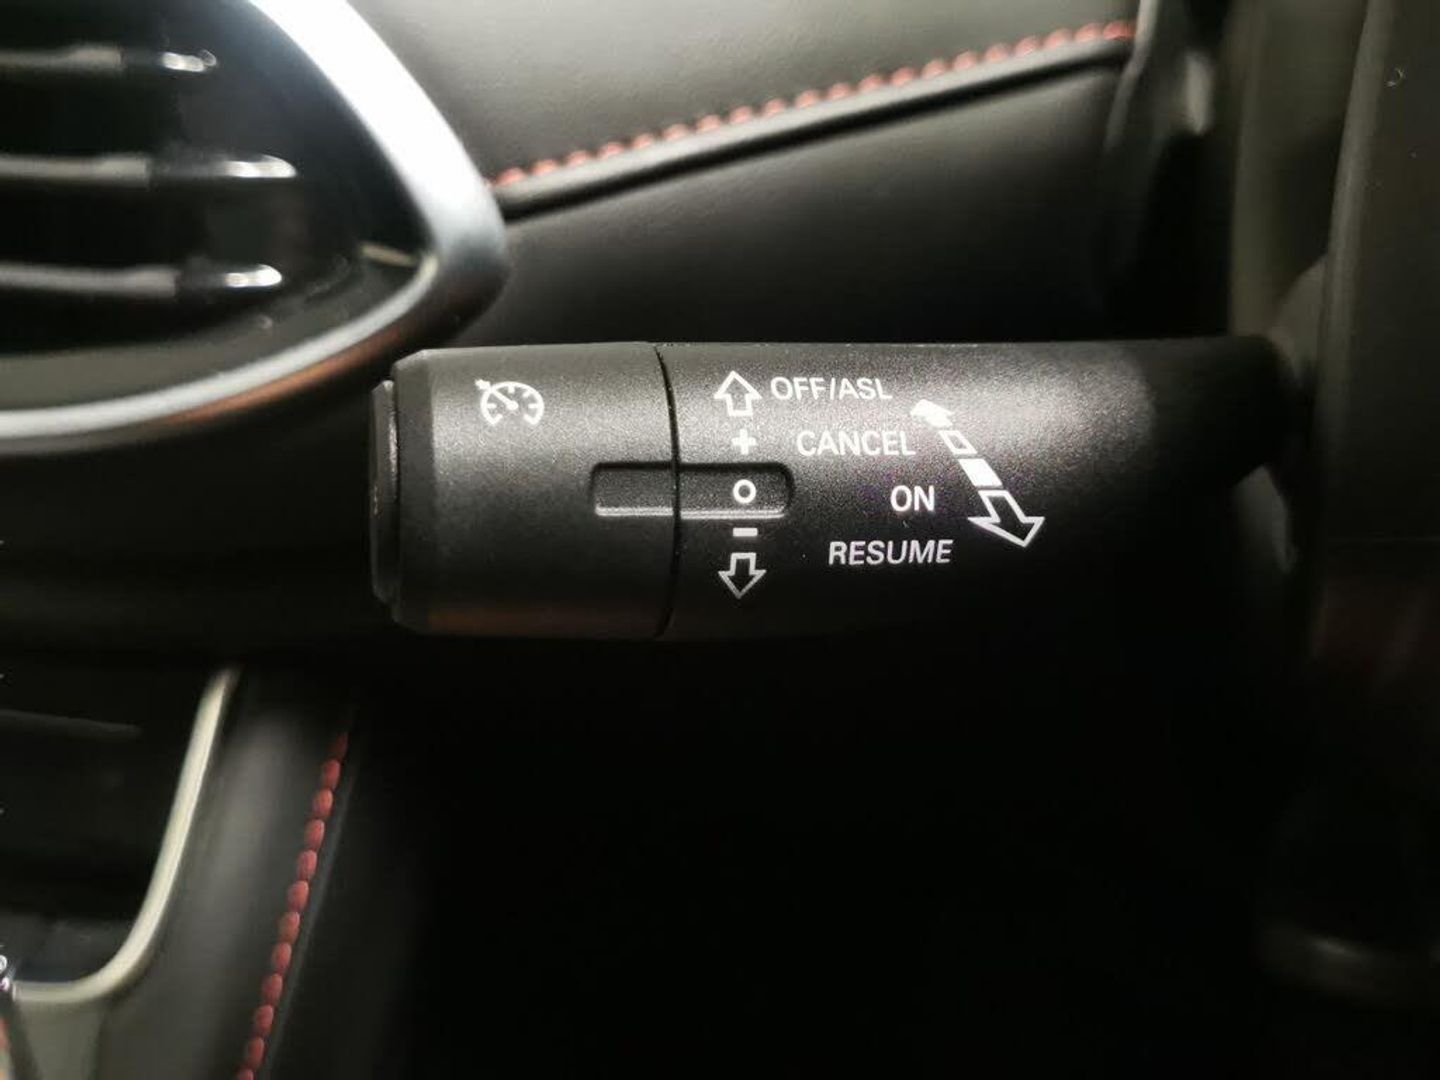 OFF/ASL
+ CANCEL
O ON
- RESUME